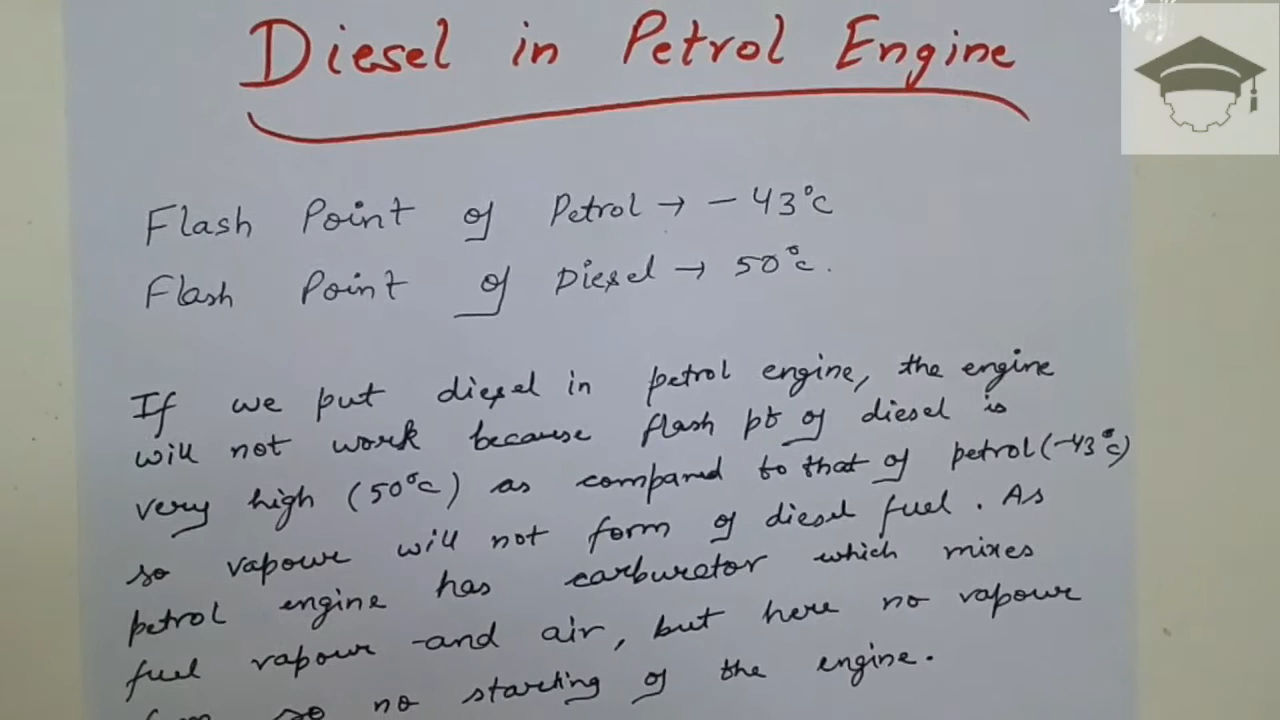 Diesel in Petrol Engine
Flash Point of Petrol → -43°C
Flash Point of Diesel → 50°C.
If we put diesel in petrol engine, the engine
will not work because flash pt of diesel is
very high (50°C) as compared to that of petrol (-43°C)
so vapour will not form of diesel fuel. As
petrol engine has carburetor which mixes
fuel vapour and air, but here no vapour
so no starting of the engine.